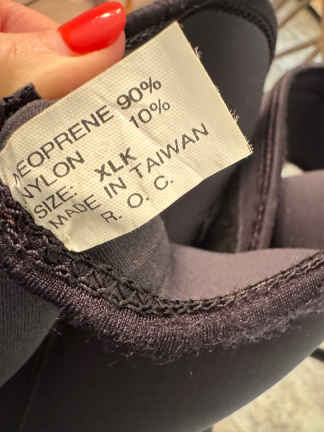 NEOPRENE 90%
NYLON 10%
SIZE: XLK
MADE IN TAIWAN
R. O. C.